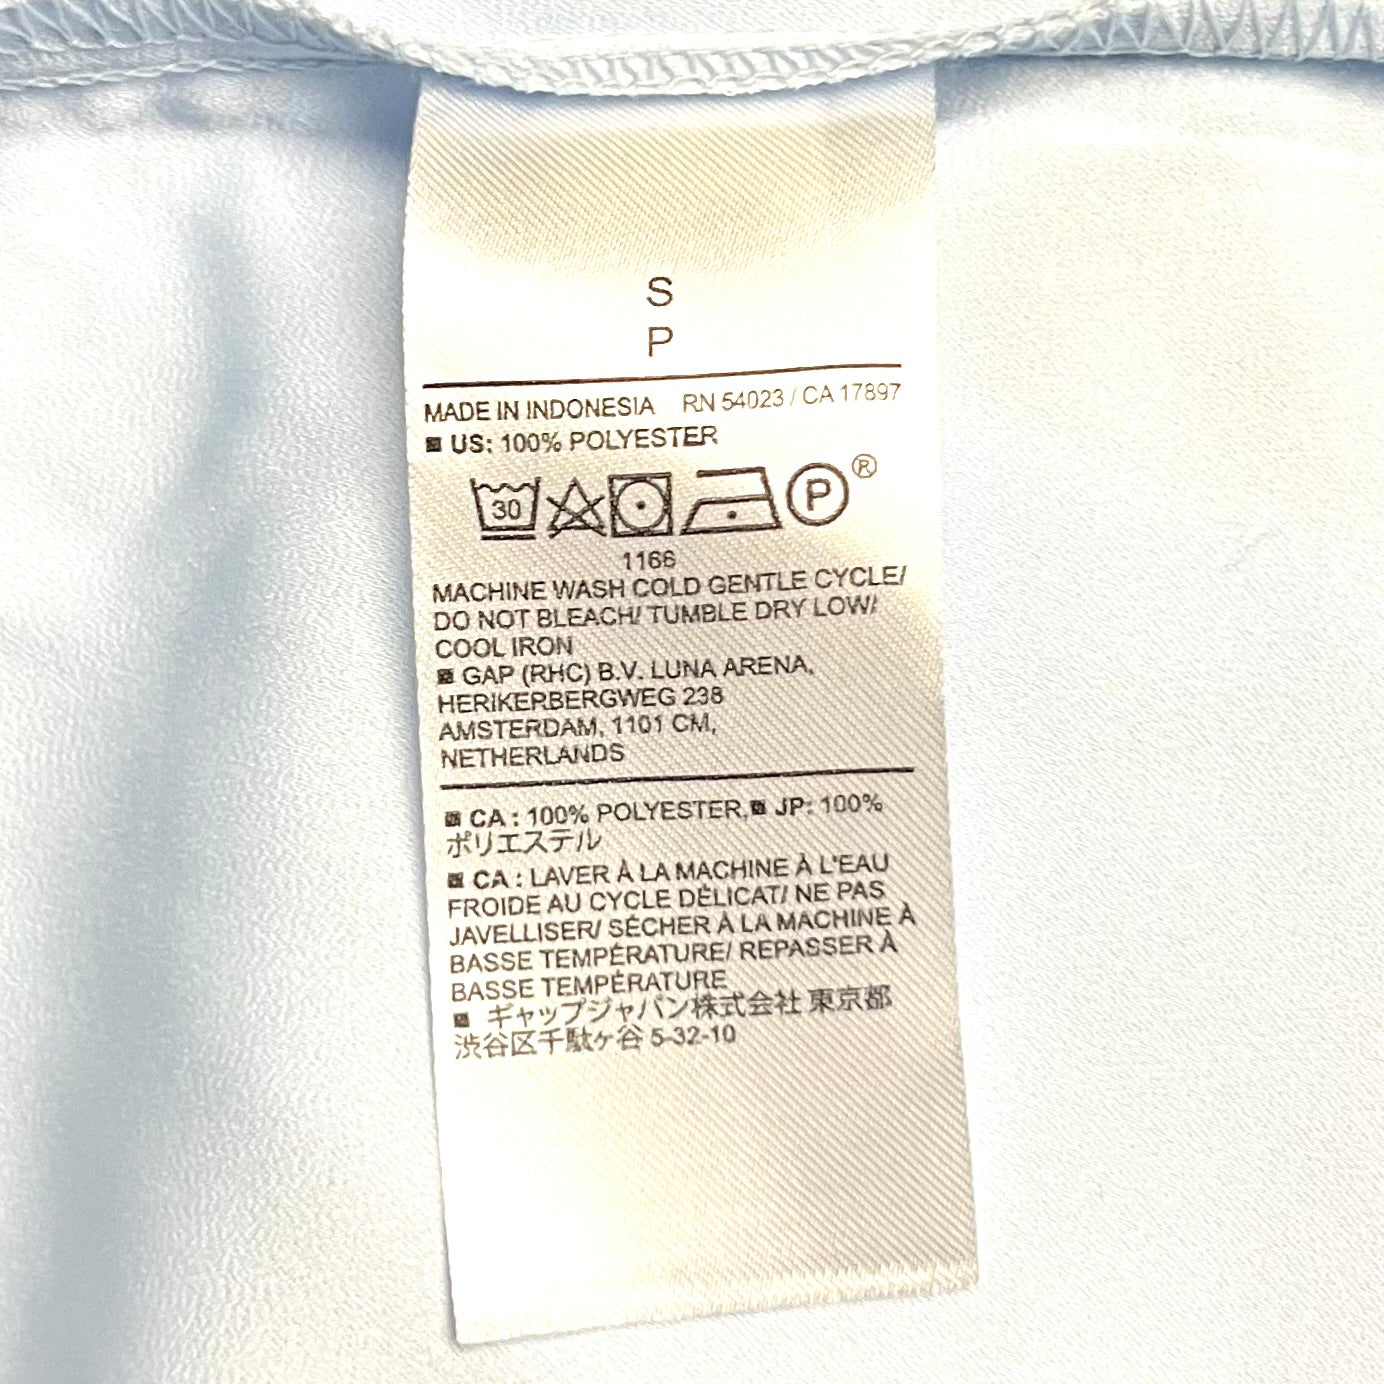 S
P
MADE IN INDONESIA RN 54023 / CA 17897
US: 100% POLYESTER
30 P ®
1166
MACHINE WASH COLD GENTLE CYCLE/
DO NOT BLEACH/ TUMBLE DRY LOW/
COOL IRON
GAP (RHC) B.V. LUNA ARENA,
HERIKERBERGWEG 238
AMSTERDAM, 1101 CM,
NETHERLANDS
CA : 100% POLYESTER, JP: 100%
ポリエステル
CA : LAVER À LA MACHINE À L'EAU
FROIDE AU CYCLE DÉLICAT/ NE PAS
JAVELLISER/ SÉCHER À LA MACHINE À
BASSE TEMPÉRATURE/ REPASSER À
BASSE TEMPÉRATURE
ギャップジャパン株式会社 東京都
渋谷区千駄ヶ谷 5-32-10